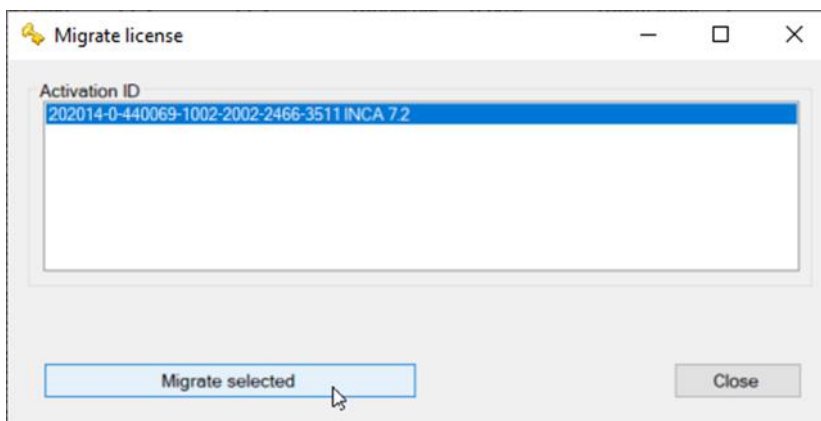 Migrate license
Activation ID
202014-0-440069-1002-2002-2466-3511 INCA 7.2
Migrate selected
Close